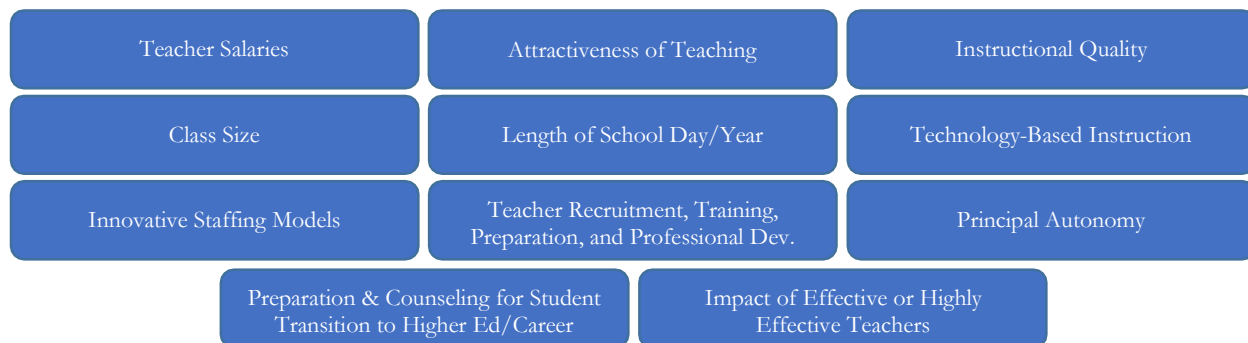 Teacher Salaries
Attractiveness of Teaching
Instructional Quality
Class Size
Length of School Day/Year
Technology-Based Instruction
Innovative Staffing Models
Teacher Recruitment, Training,
Preparation, and Professional Dev.
Principal Autonomy
Preparation & Counseling for Student
Transition to Higher Ed/Career
Impact of Effective or Highly
Effective Teachers